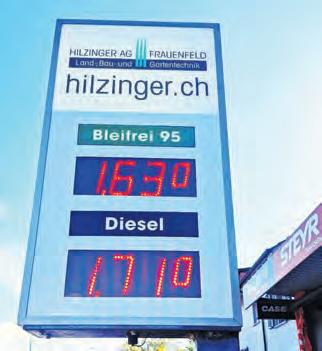 HILZINGER AG FRAUENFELD
Land-, Bau- und Gartentechnik
hilzinger.ch
Bleifrei 95
1.630
Diesel
1.710
STEYR
CASE